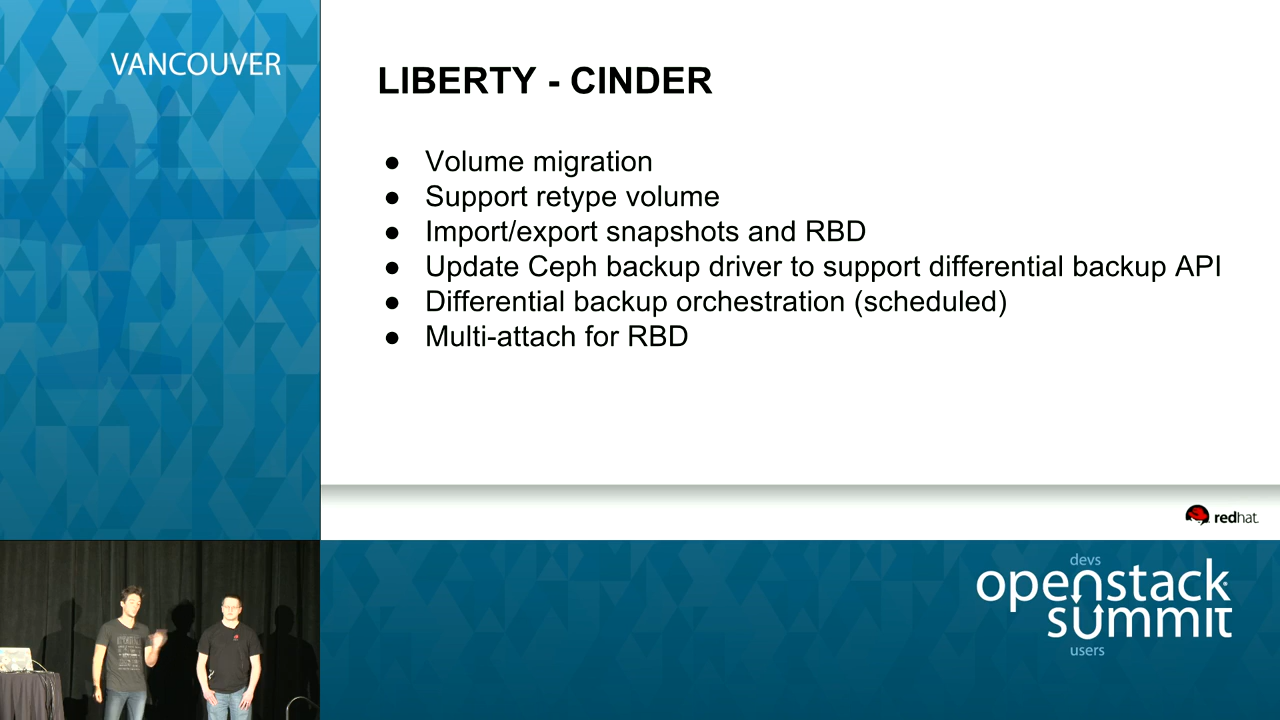 VANCOUVER
LIBERTY - CINDER
● Volume migration
● Support retype volume
● Import/export snapshots and RBD
● Update Ceph backup driver to support differential backup API
● Differential backup orchestration (scheduled)
● Multi-attach for RBD
redhat.
devs
openstack
summit
users